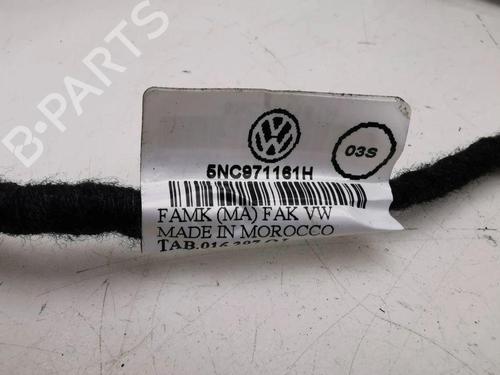 B-PARTS
03S
5NC971161H
FAMK (MA) FAK VW
MADE IN MOROCCO